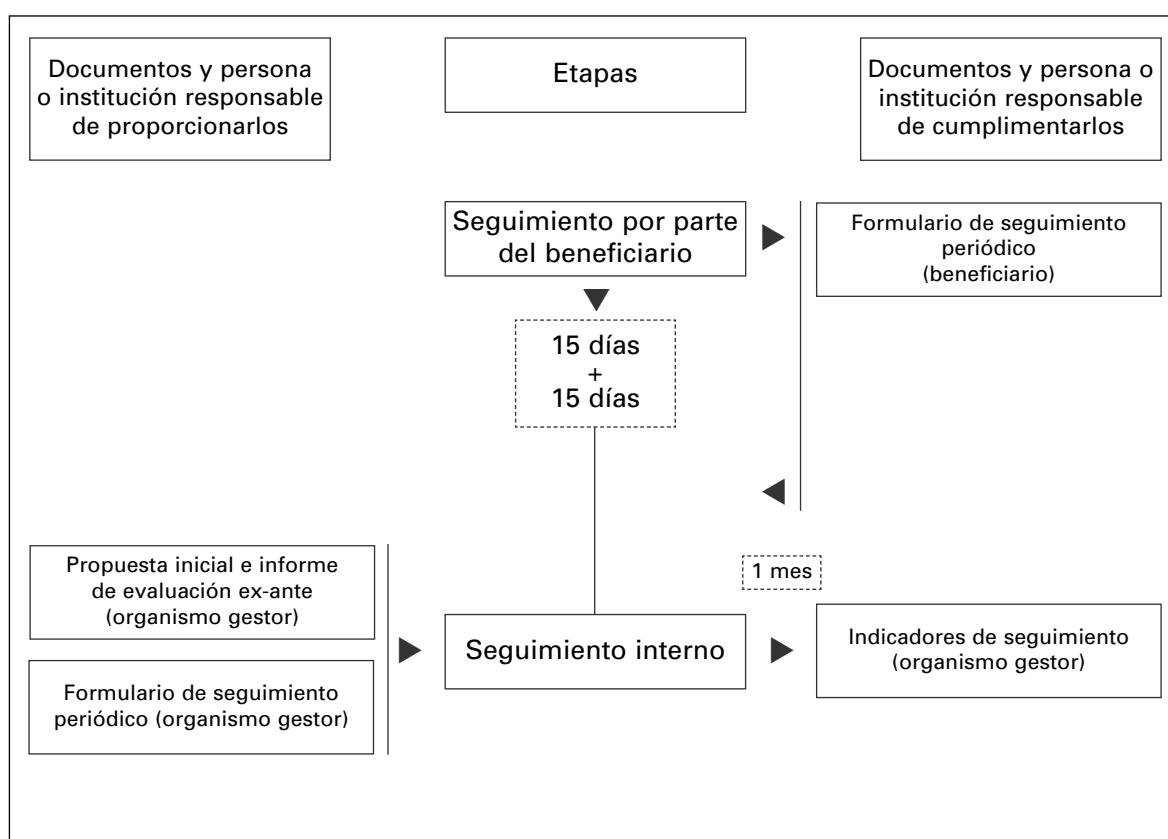 Documentos y persona
o institución responsable
de proporcionarlos
Etapas
Documentos y persona o
institución responsable
de cumplimentarlos
Seguimiento por parte
del beneficiario
Formulario de seguimiento
periódico
(beneficiario)
15 días
+
15 días
1 mes
Propuesta inicial e informe
de evaluación ex-ante
(organismo gestor)
Formulario de seguimiento
periódico (organismo gestor)
Seguimiento interno
Indicadores de seguimiento
(organismo gestor)